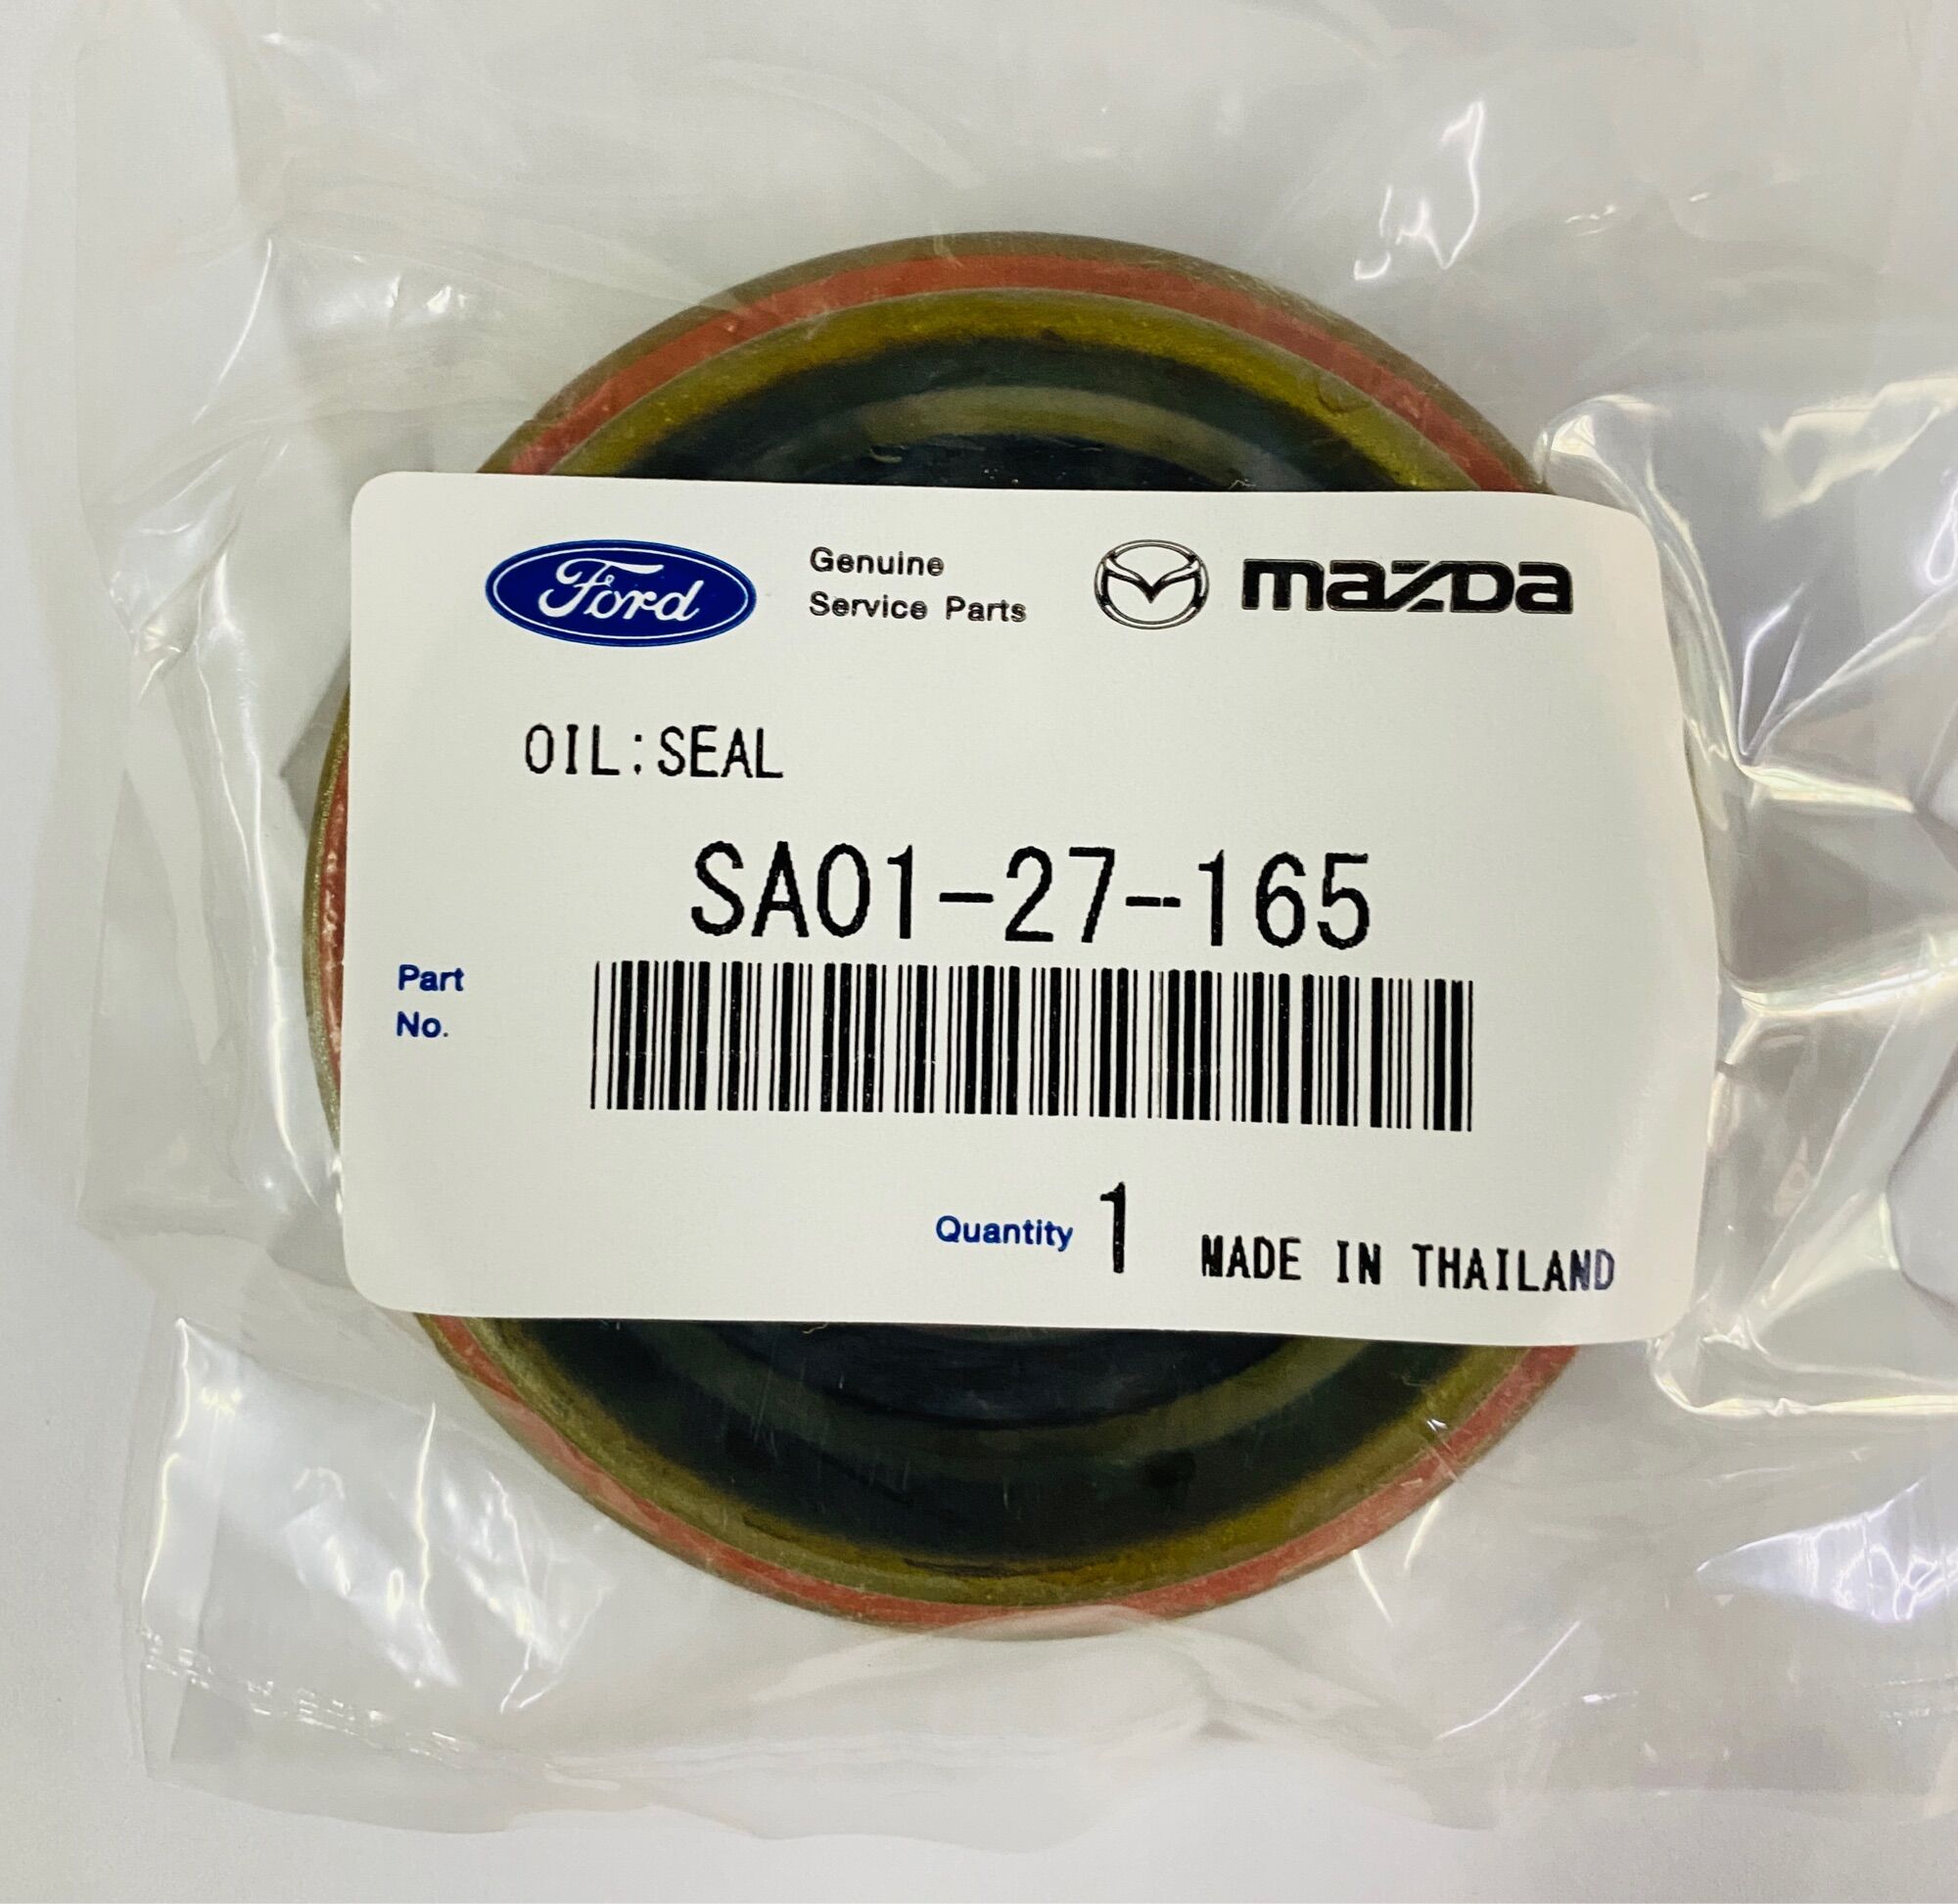 Ford
Genuine
Service Parts
mazda
OIL:SEAL
SA01-27-165
Part
No.
Quantity 1
MADE IN THAILAND